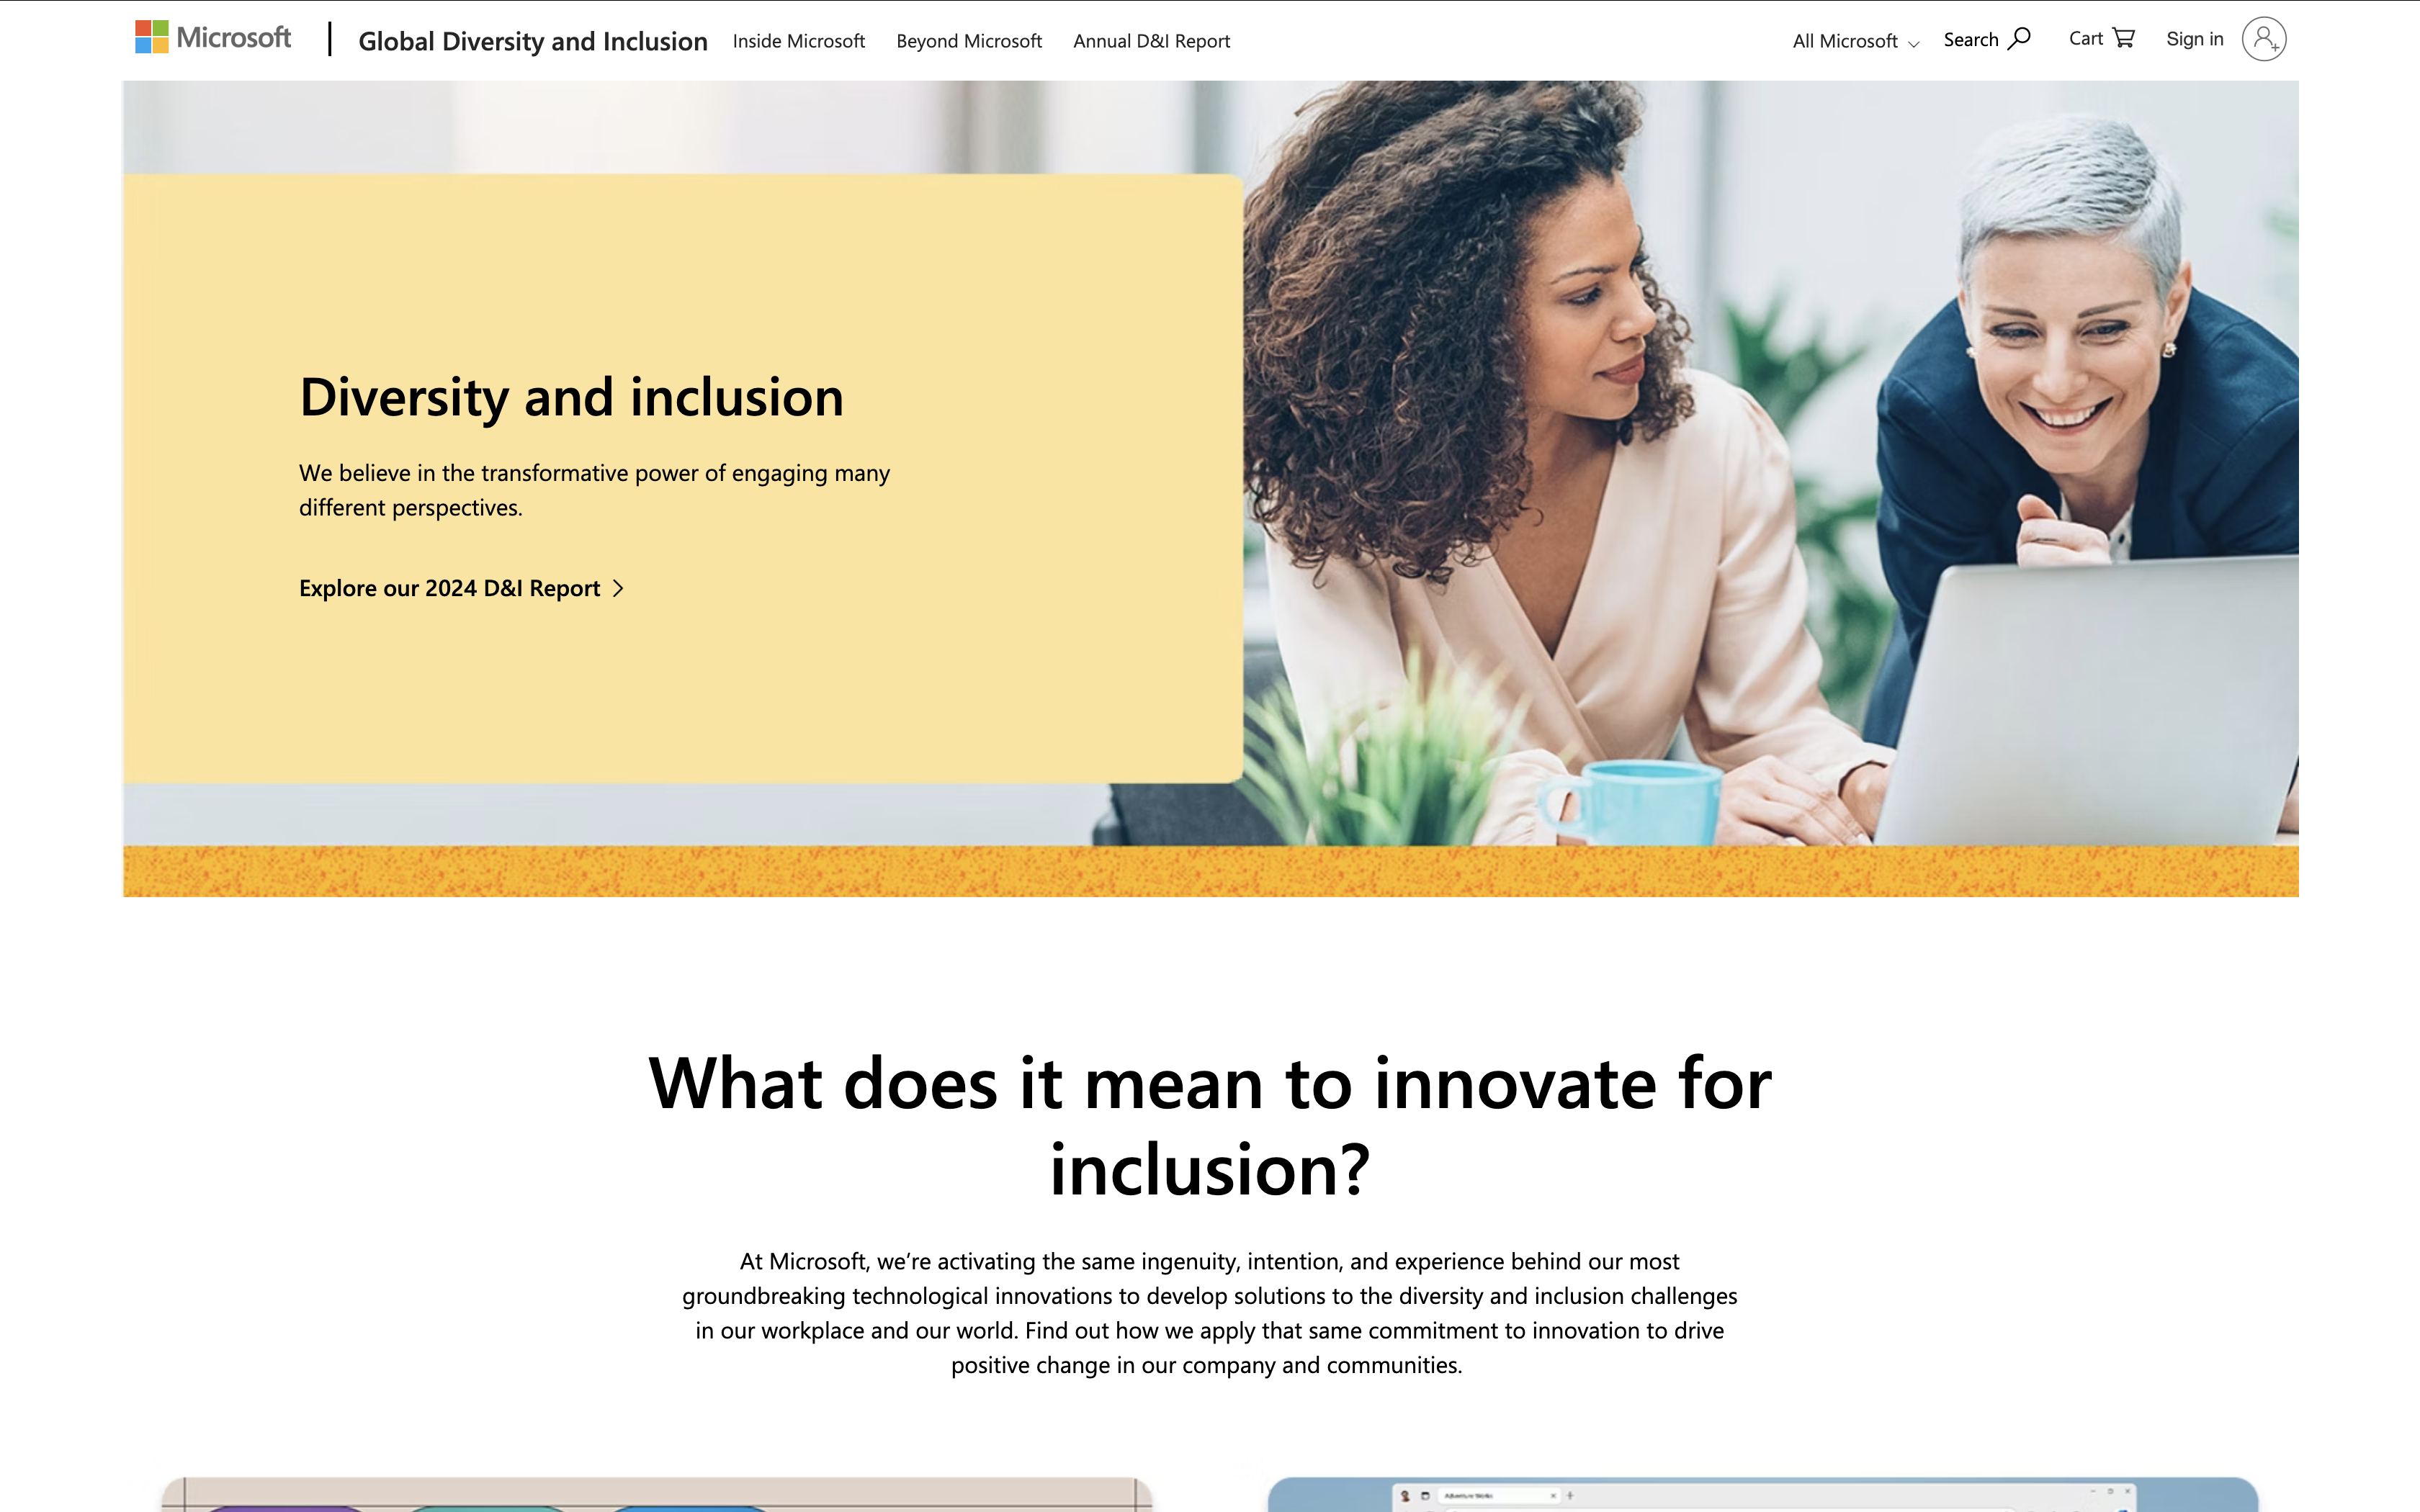 Microsoft
Global Diversity and Inclusion
Inside Microsoft
Beyond Microsoft
Annual D&I Report
All Microsoft
Search
Cart
Sign in
Diversity and inclusion
We believe in the transformative power of engaging many
different perspectives.
Explore our 2024 D&I Report
What does it mean to innovate for
inclusion?
At Microsoft, we’re activating the same ingenuity, intention, and experience behind our most
groundbreaking technological innovations to develop solutions to the diversity and inclusion challenges
in our workplace and our world. Find out how we apply that same commitment to innovation to drive
positive change in our company and communities.
Adventure Works